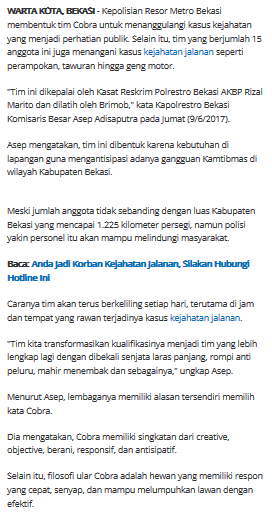 WARTA KOTA, BEKASI - Kepolisian Resor Metro Bekasi
membentuk tim Cobra untuk menanggulangi kasus kejahatan
yang menjadi perhatian publik. Selain itu, tim yang berjumlah 15
anggota ini juga menangani kasus kejahatan jalanan seperti
perampokan, tawuran hingga geng motor.
"Tim ini dikepalai oleh Kasat Reskrim Polrestro Bekasi AKBP Rizal
Marito dan dilatih oleh Brimob," kata Kapolrestro Bekasi
Komisaris Besar Asep Adisaputra pada Jumat (9/6/2017).
Asep mengatakan, tim ini dibentuk karena kebutuhan di
lapangan guna mengantisipasi adanya gangguan Kamtibmas di
wilayah Kabupaten Bekasi.
Meski jumlah anggota tidak sebanding dengan luas Kabupaten
Bekasi yang mencapai 1.225 kilometer persegi, namun polisi
yakin personel itu akan mampu melindungi masyarakat.
Baca: Anda Jadi Korban Kejahatan Jalanan, Silakan Hubungi
Hotline Ini
Caranya tim akan terus berkeliling setiap hari, terutama di jam
dan tempat yang rawan terjadinya kasus kejahatan jalanan.
"Tim kita transformasikan kualifikasinya menjadi tim yang lebih
lengkap lagi dengan dibekali senjata laras panjang, rompi anti
peluru, mahir menembak dan sebagainya," ungkap Asep.
Menurut Asep, lembaganya memiliki alasan tersendiri memilih
kata Cobra.
Dia mengatakan, Cobra memiliki singkatan dari creative,
objective, berani, responsif, dan antisipatif.
Selain itu, filosofi ular Cobra adalah hewan yang memiliki respon
yang cepat, senyap, dan mampu melumpuhkan lawan dengan
efektif.